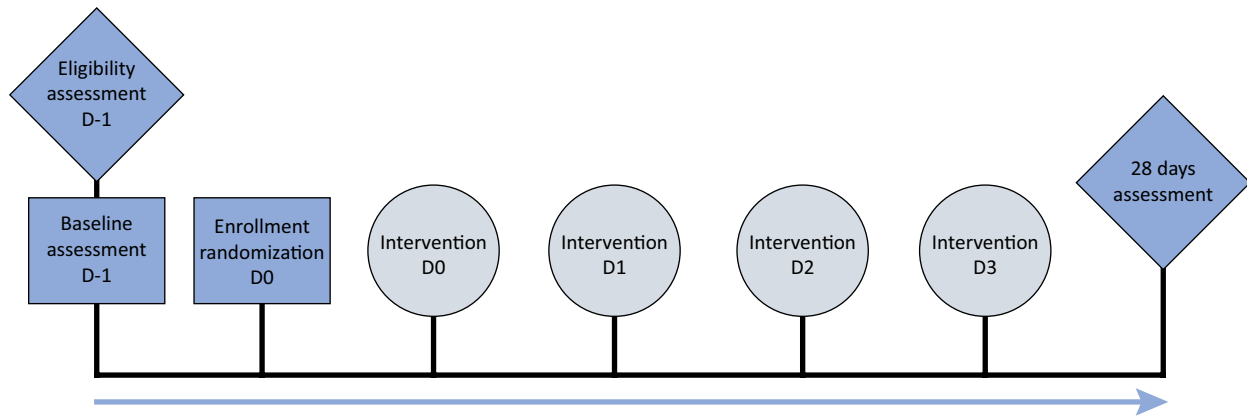 Eligibility
assessment
D-1
Baseline
assessment
D-1
Enrollment
randomization
D0
Intervention
D0
Intervention
D1
Intervention
D2
Intervention
D3
28 days
assessment